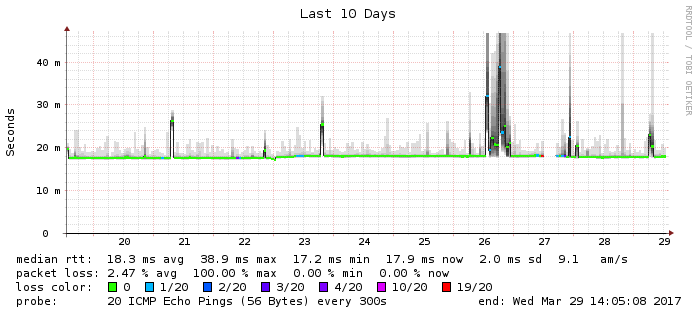 Last 10 Days
RRDTOOL / TOBI OETIKER
Seconds
40 m
30 m
20 m
10 m
0
20 21 22 23 24 25 26 27 28 29
median rtt: 18.3 ms avg 38.9 ms max 17.2 ms min 17.9 ms now 2.0 ms sd 9.1 am/s
packet loss: 2.47 % avg 100.00 % max 0.00 % min 0.00 % now
loss color: 0 1/20 2/20 3/20 4/20 10/20 19/20
probe: 20 ICMP Echo Pings (56 Bytes) every 300s end: Wed Mar 29 14:05:08 2017